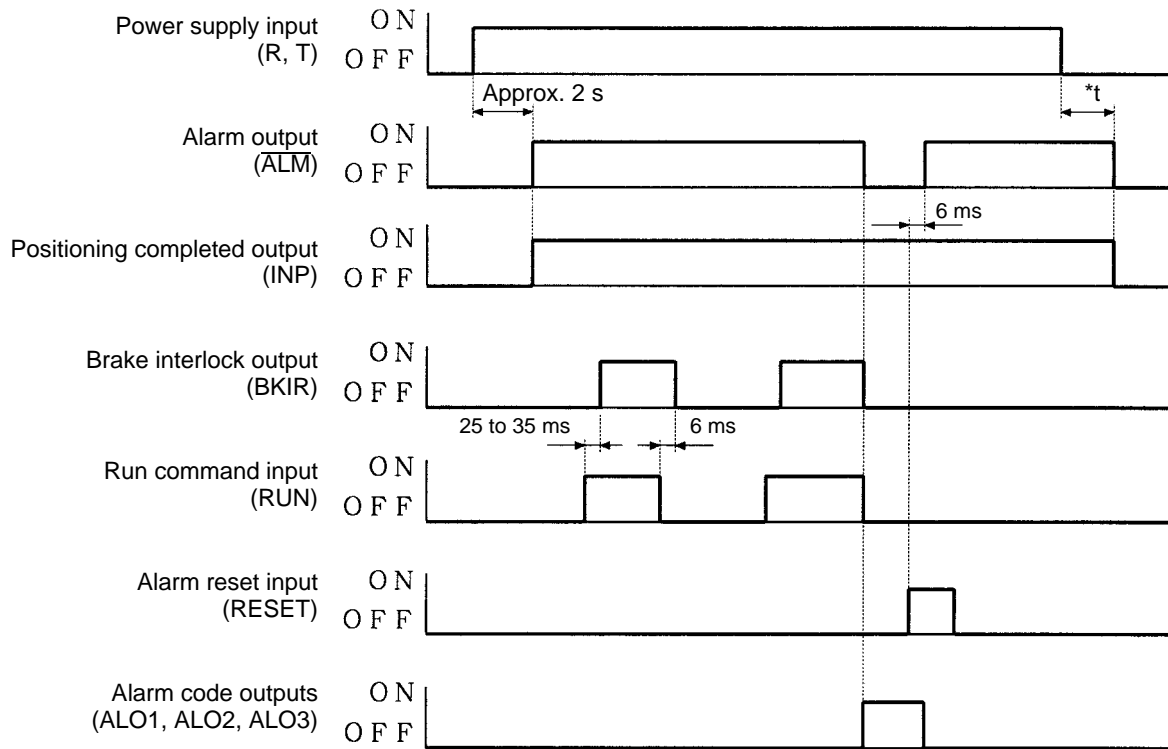 Power supply input
(R, T)
ON
OFF
Approx. 2 s
*t
Alarm output
(ALM)
ON
OFF
6 ms
Positioning completed output
(INP)
ON
OFF
Brake interlock output
(BKIR)
ON
OFF
25 to 35 ms
6 ms
Run command input
(RUN)
ON
OFF
Alarm reset input
(RESET)
ON
OFF
Alarm code outputs
(ALO1, ALO2, ALO3)
ON
OFF